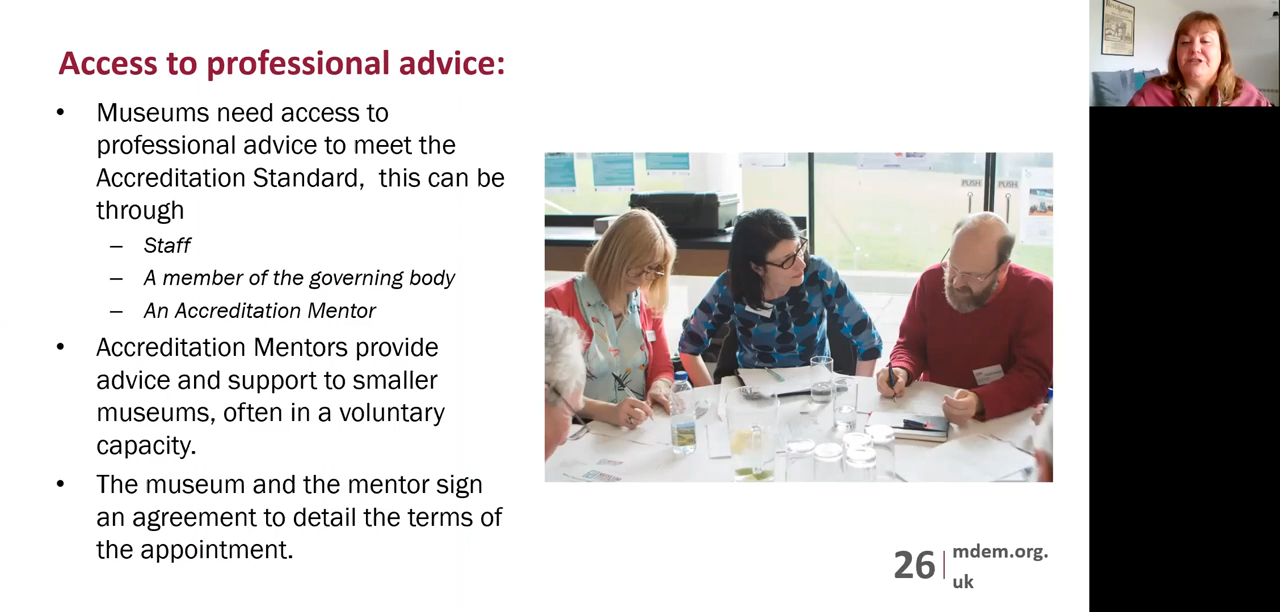 Access to professional advice:
• Museums need access to
professional advice to meet the
Accreditation Standard, this can be
through
– Staff
– A member of the governing body
– An Accreditation Mentor
• Accreditation Mentors provide
advice and support to smaller
museums, often in a voluntary
capacity.
• The museum and the mentor sign
an agreement to detail the terms of
the appointment.
PUSH PUSH
26 mdem.org.
uk